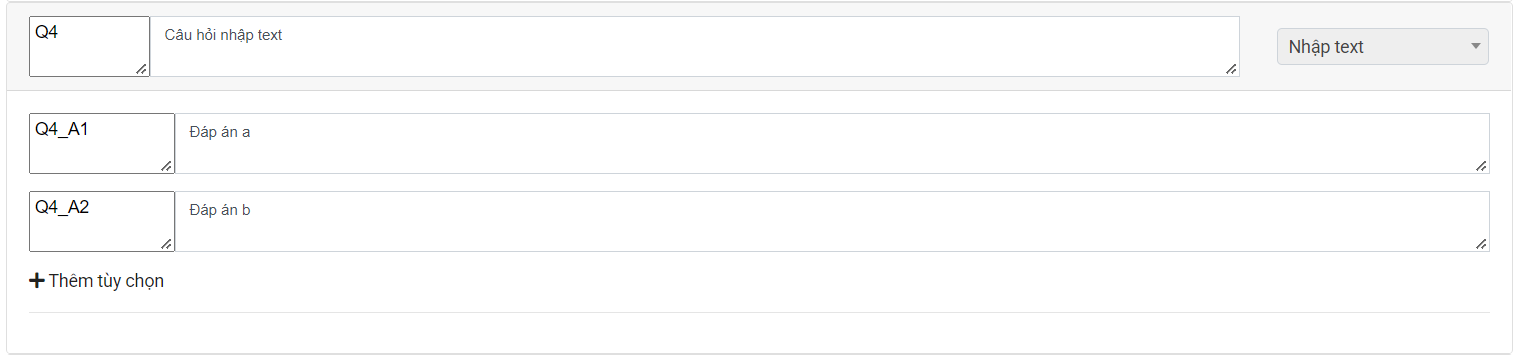 Q4 Câu hỏi nhập text Nhập text
Q4_A1 Đáp án a
Q4_A2 Đáp án b
Thêm tùy chọn